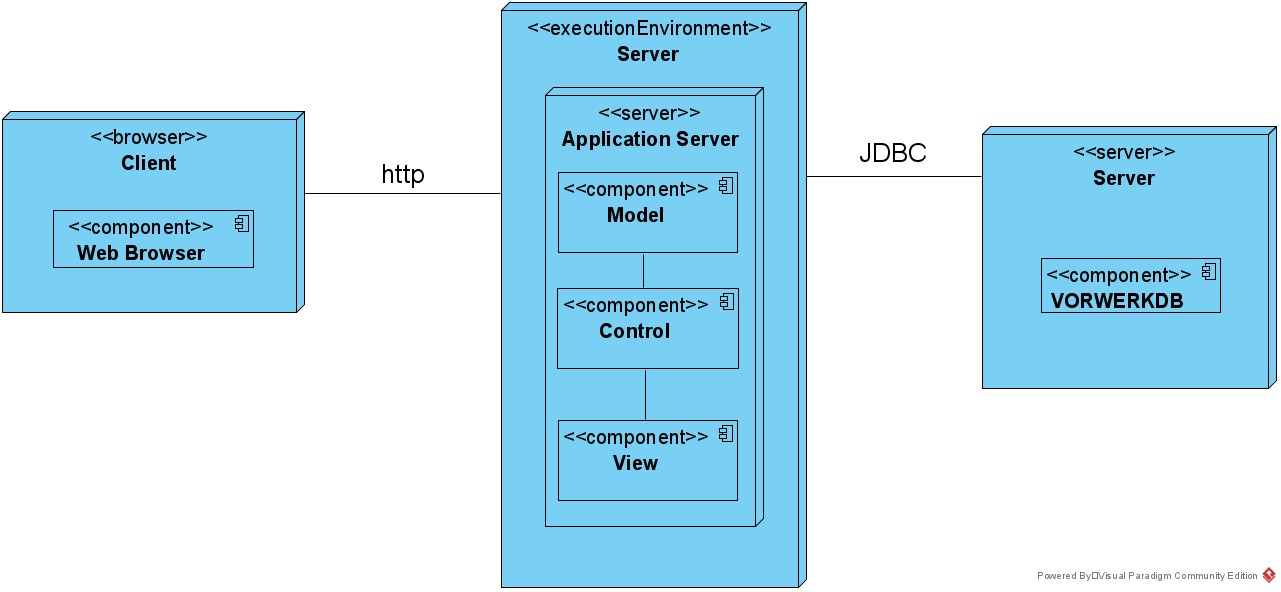 <<browser>>
Client
<<component>>
Web Browser
http
<<executionEnvironment>>
Server
<<server>>
Application Server
<<component>>
Model
<<component>>
Control
<<component>>
View
JDBC
<<server>>
Server
<<component>>
VORWERKDB
Powered By□Visual Paradigm Community Edition